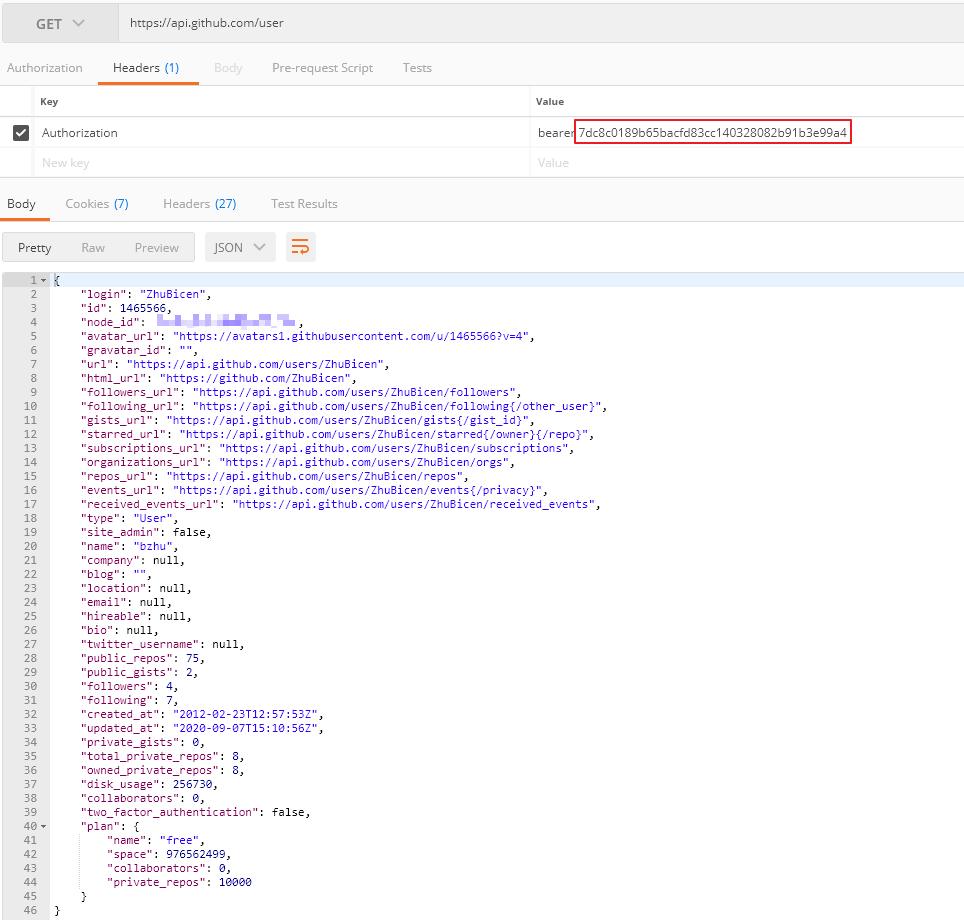 GET https://api.github.com/user
Authorization Headers (1) Body Pre-request Script Tests
Key Value
Authorization bearer 7dc8c0189b65bacfd83cc140328082b91b3e99a4
New key Value
Body Cookies (7) Headers (27) Test Results
Pretty Raw Preview JSON
1 {
2 "login": "ZhuBicen",
3 "id": 1465566,
4 "node_id": ,
5 "avatar_url": "https://avatars1.githubusercontent.com/u/1465566?v=4",
6 "gravatar_id": "",
7 "url": "https://api.github.com/users/ZhuBicen",
8 "html_url": "https://github.com/ZhuBicen",
9 "followers_url": "https://api.github.com/users/ZhuBicen/followers",
10 "following_url": "https://api.github.com/users/ZhuBicen/following{/other_user}",
11 "gists_url": "https://api.github.com/users/ZhuBicen/gists{/gist_id}",
12 "starred_url": "https://api.github.com/users/ZhuBicen/starred{/owner}{/repo}",
13 "subscriptions_url": "https://api.github.com/users/ZhuBicen/subscriptions",
14 "organizations_url": "https://api.github.com/users/ZhuBicen/orgs",
15 "repos_url": "https://api.github.com/users/ZhuBicen/repos",
16 "events_url": "https://api.github.com/users/ZhuBicen/events{/privacy}",
17 "received_events_url": "https://api.github.com/users/ZhuBicen/received_events",
18 "type": "User",
19 "site_admin": false,
20 "name": "bzhu",
21 "company": null,
22 "blog": "",
23 "location": null,
24 "email": null,
25 "hireable": null,
26 "bio": null,
27 "twitter_username": null,
28 "public_repos": 75,
29 "public_gists": 2,
30 "followers": 4,
31 "following": 7,
32 "created_at": "2012-02-23T12:57:53Z",
33 "updated_at": "2020-09-07T15:10:56Z",
34 "private_gists": 0,
35 "total_private_repos": 8,
36 "owned_private_repos": 8,
37 "disk_usage": 256730,
38 "collaborators": 0,
39 "two_factor_authentication": false,
40 "plan": {
41 "name": "free",
42 "space": 976562499,
43 "collaborators": 0,
44 "private_repos": 10000
45 }
46 }